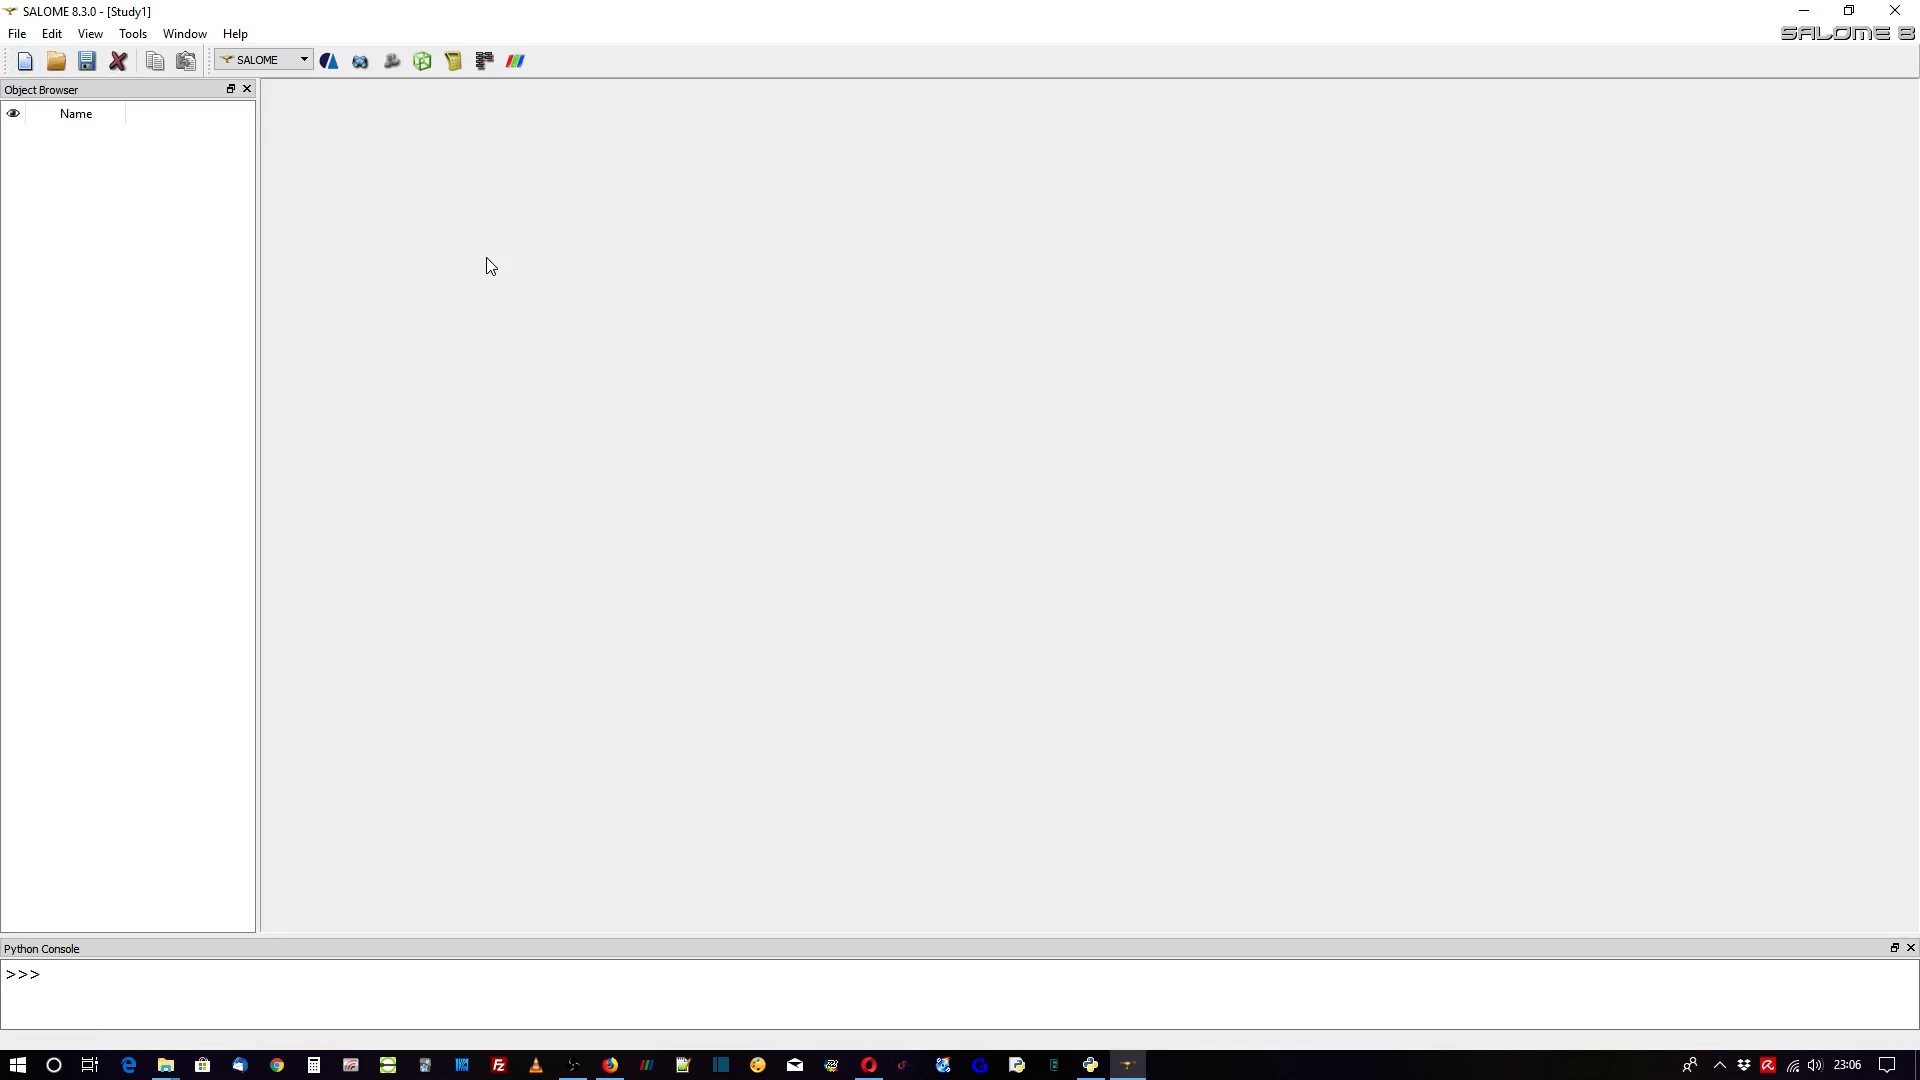 SALOME 8.3.0 - [Study1]
File Edit View Tools Window Help
SALOME 8
SALOME
Object Browser
Name
Python Console
>>>
23:06